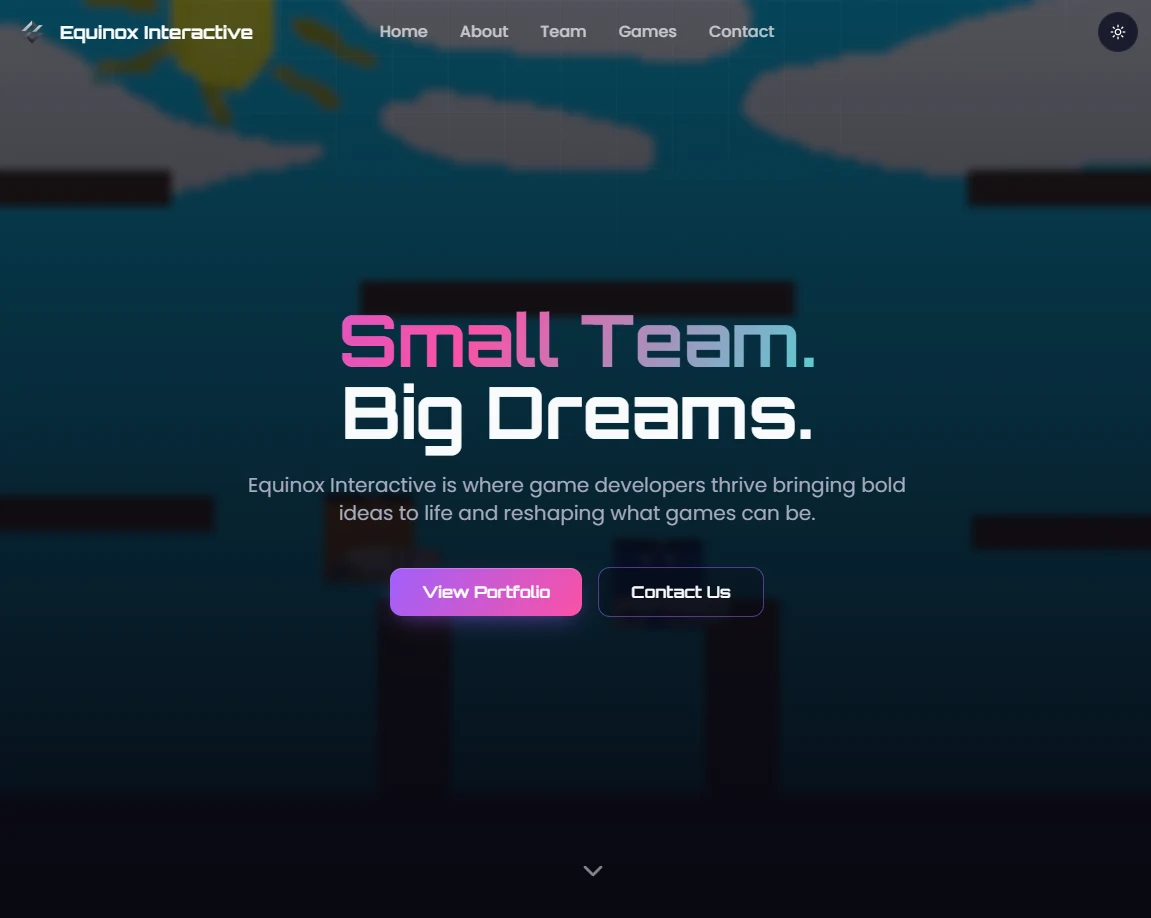 Equinox Interactive
Home
About
Team
Games
Contact
Small Team.
Big Dreams.
Equinox Interactive is where game developers thrive bringing bold
ideas to life and reshaping what games can be.
View Portfolio
Contact Us